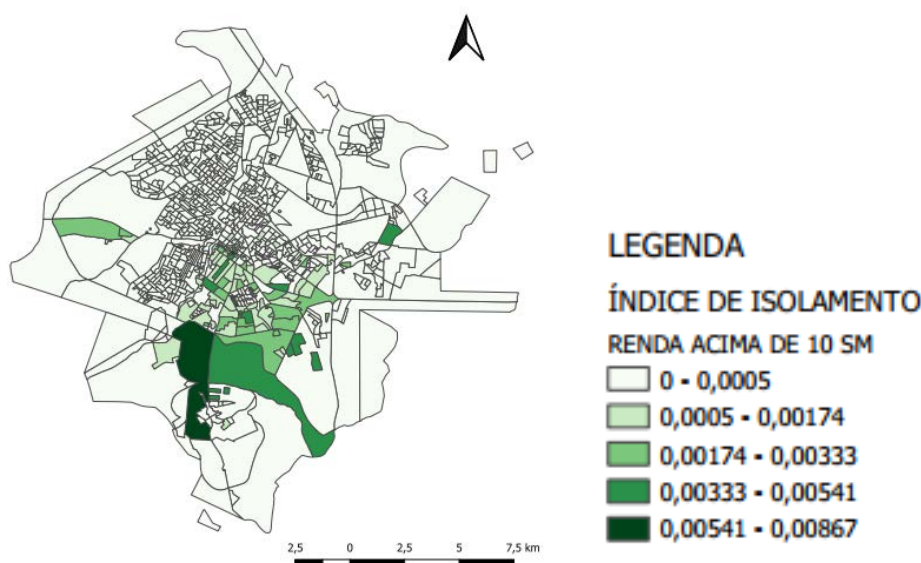 LEGENDA
ÍNDICE DE ISOLAMENTO
RENDA ACIMA DE 10 SM
0 - 0,0005
0,0005 - 0,00174
0,00174 - 0,00333
0,00333 - 0,00541
0,00541 - 0,00867
2,5 0 2,5 5 7,5 km